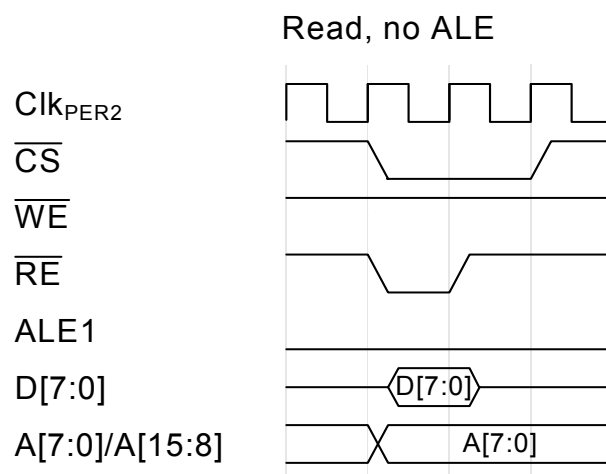 Read, no ALE
ClkPER2
CS
WE
RE
ALE1
D[7:0] D[7:0]
A[7:0]/A[15:8] A[7:0]